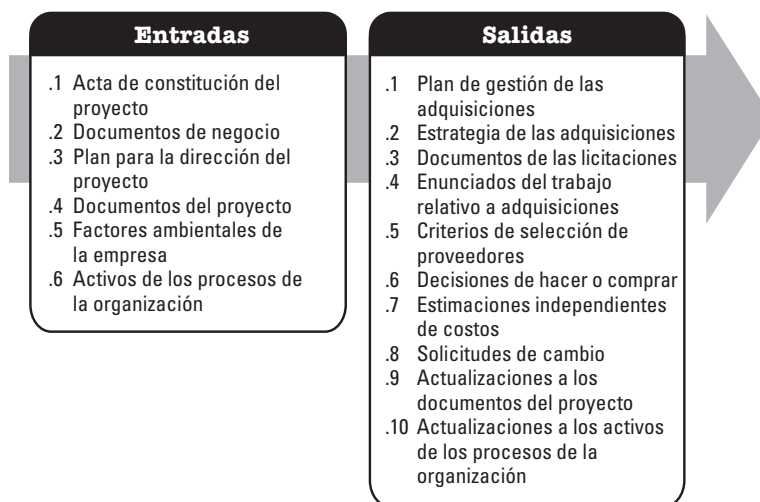 Entradas
.1 Acta de constitución del
proyecto
.2 Documentos de negocio
.3 Plan para la dirección del
proyecto
.4 Documentos del proyecto
.5 Factores ambientales de
la empresa
.6 Activos de los procesos de
la organización
Salidas
.1 Plan de gestión de las
adquisiciones
.2 Estrategia de las adquisiciones
.3 Documentos de las licitaciones
.4 Enunciados del trabajo
relativo a adquisiciones
.5 Criterios de selección de
proveedores
.6 Decisiones de hacer o comprar
.7 Estimaciones independientes
de costos
.8 Solicitudes de cambio
.9 Actualizaciones a los
documentos del proyecto
.10 Actualizaciones a los activos
de los procesos de la
organización